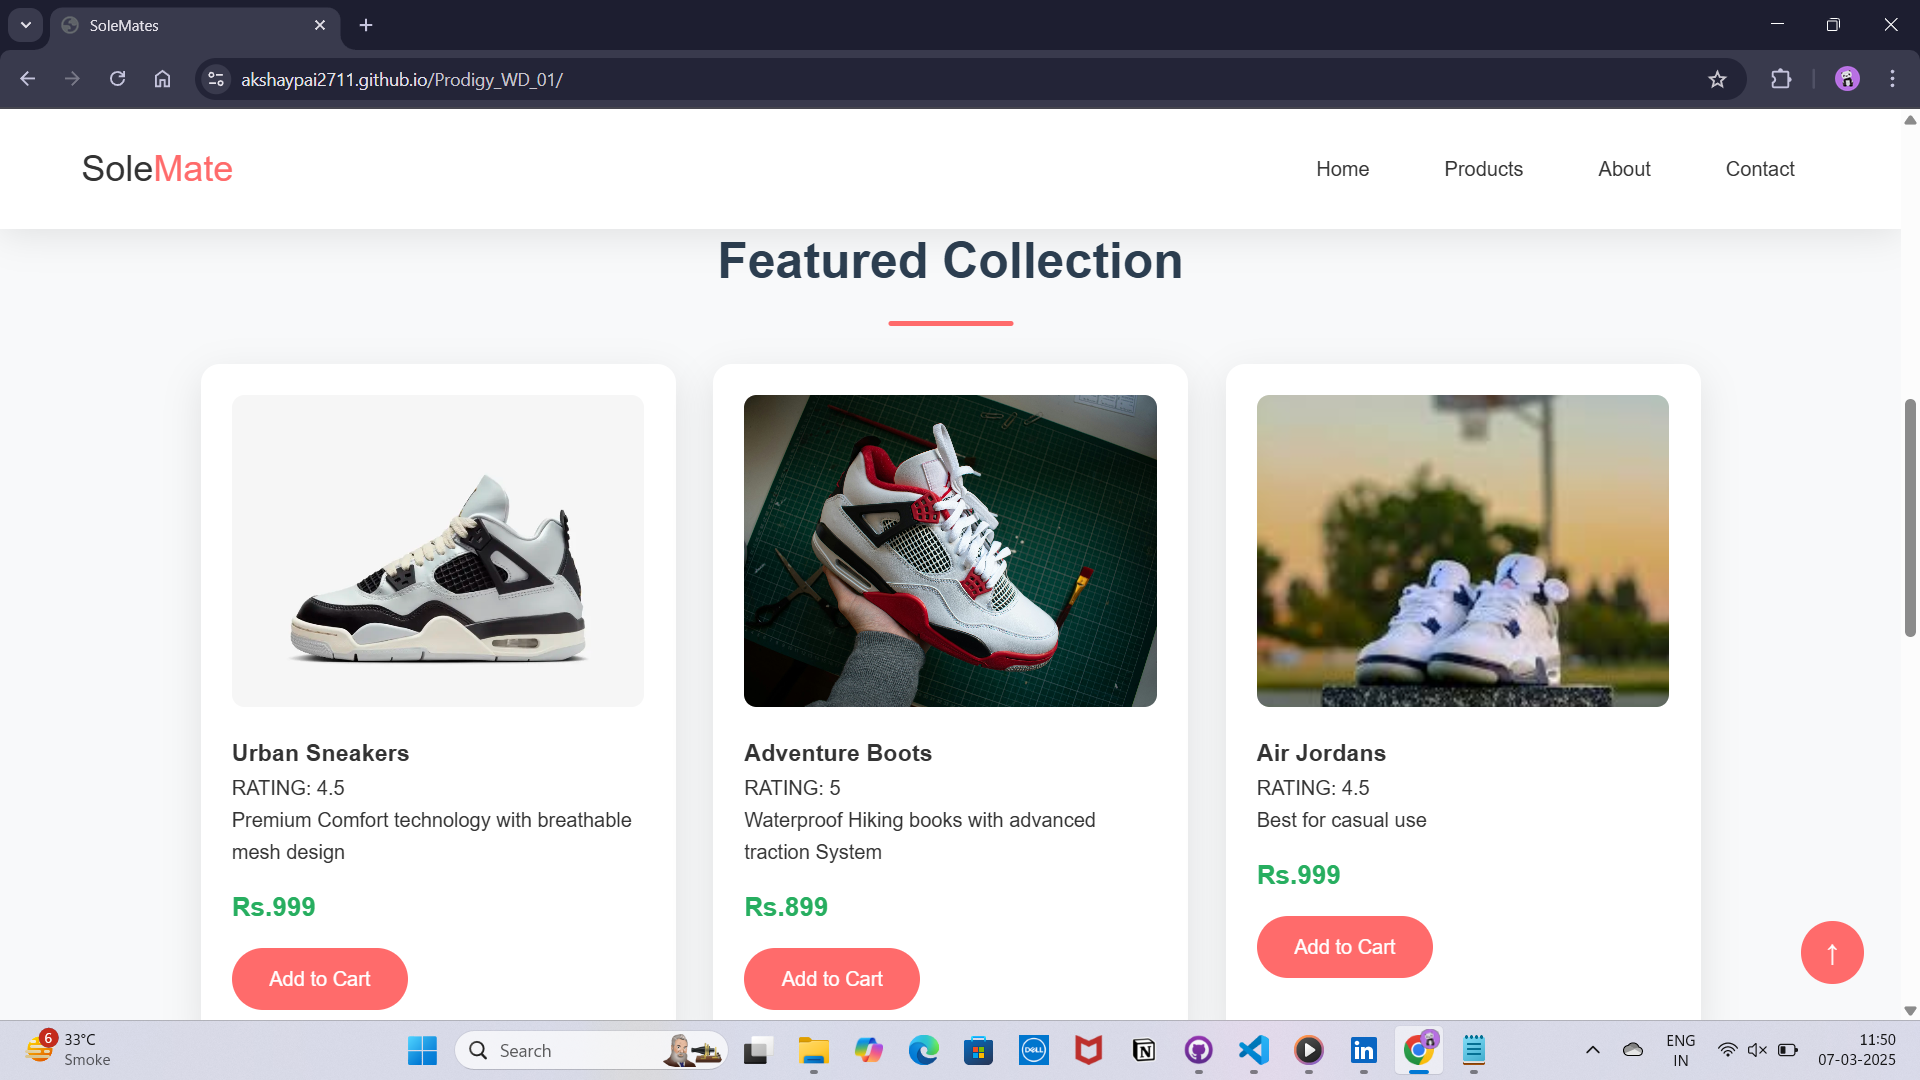 SoleMates
akshaypai2711.github.io/Prodigy_WD_01/
SoleMate
Home Products About Contact
Featured Collection
Urban Sneakers
RATING: 4.5
Premium Comfort technology with breathable
mesh design
Rs.999
Add to Cart
Adventure Boots
RATING: 5
Waterproof Hiking books with advanced
traction System
Rs.899
Add to Cart
Air Jordans
RATING: 4.5
Best for casual use
Rs.999
Add to Cart
↑
6
33°C
Smoke
Search
DELL
ENG
IN
11:50
07-03-2025